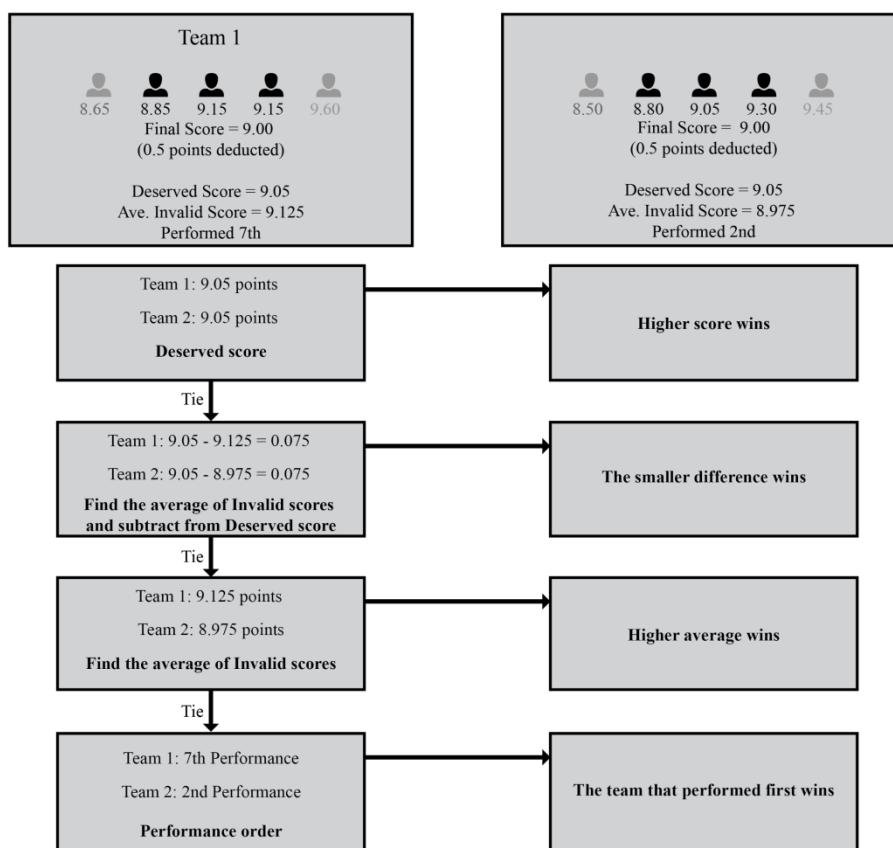 Team 1
8.65 8.85 9.15 9.15 9.60
Final Score = 9.00
(0.5 points deducted)
Deserved Score = 9.05
Ave. Invalid Score = 9.125
Performed 7th
8.50 8.80 9.05 9.30 9.45
Final Score = 9.00
(0.5 points deducted)
Deserved Score = 9.05
Ave. Invalid Score = 8.975
Performed 2nd
Team 1: 9.05 points
Team 2: 9.05 points
Deserved score
Higher score wins
Tie
Team 1: 9.05 - 9.125 = 0.075
Team 2: 9.05 - 8.975 = 0.075
Find the average of Invalid scores
and subtract from Deserved score
The smaller difference wins
Tie
Team 1: 9.125 points
Team 2: 8.975 points
Find the average of Invalid scores
Higher average wins
Tie
Team 1: 7th Performance
Team 2: 2nd Performance
Performance order
The team that performed first wins